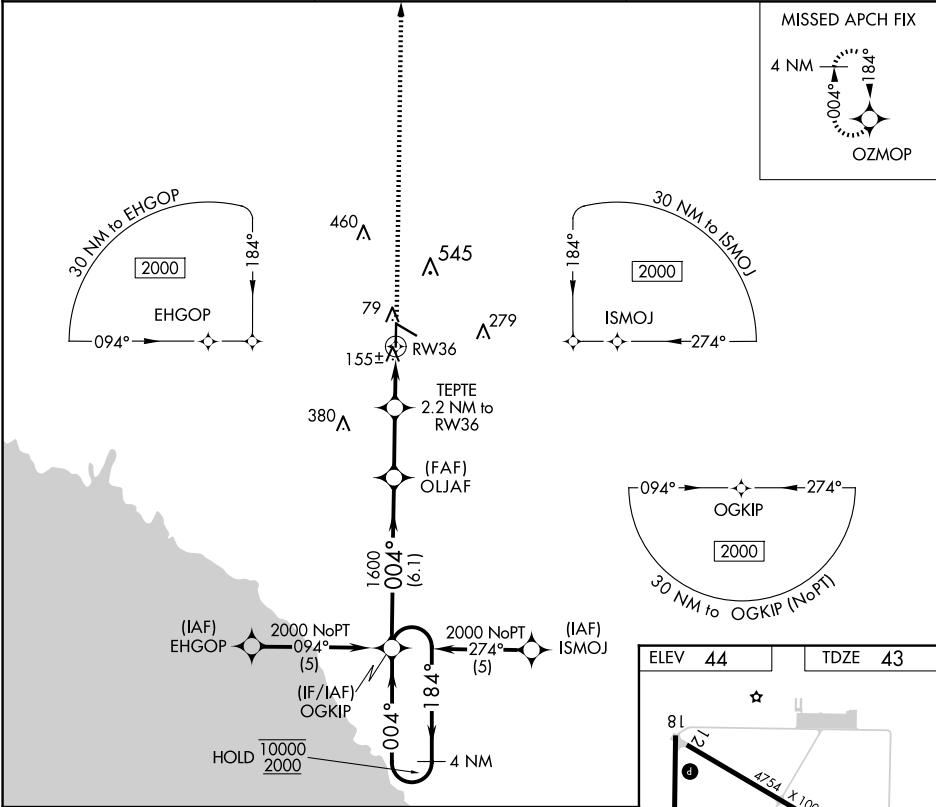 MISSED APCH FIX
4 NM
184°
004°
OZMOP
30 NM to EHGOP
2000
184°
EHGOP
094°
460
545
79
279
155±
RW36
30 NM to ISMOJ
2000
184°
ISMOJ
274°
TEPTE
2.2 NM to
RW36
380
(FAF)
OLJAF
1600
004°
(6.1)
094°
274°
OGKIP
2000
30 NM to OGKIP (NoPT)
(IAF)
EHGOP
2000 NoPT
094°
(5)
2000 NoPT
274°
(5)
(IAF)
ISMOJ
(IF/IAF)
OGKIP
004°
184°
HOLD
10000
2000
4 NM
ELEV 44
TDZE 43
18
12
P
4754 X 100